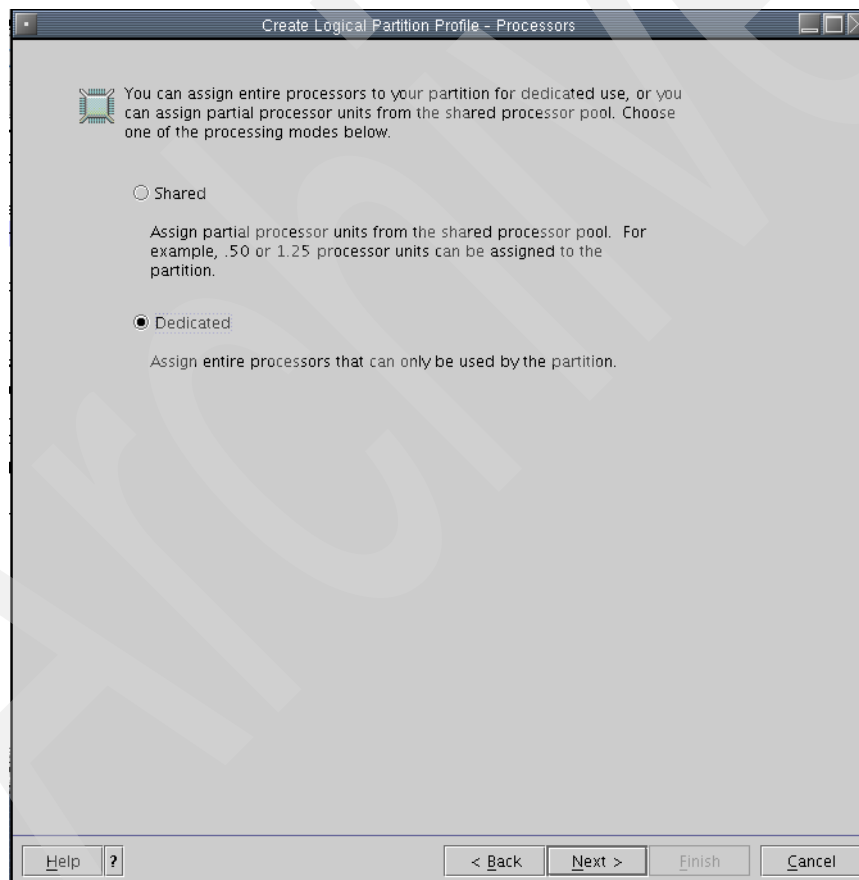 Create Logical Partition Profile - Processors
You can assign entire processors to your partition for dedicated use, or you
can assign partial processor units from the shared processor pool. Choose
one of the processing modes below.
Shared
Assign partial processor units from the shared processor pool.  For
example, .50 or 1.25 processor units can be assigned to the
partition.
Dedicated
Assign entire processors that can only be used by the partition.
Help ? < Back Next > Finish Cancel